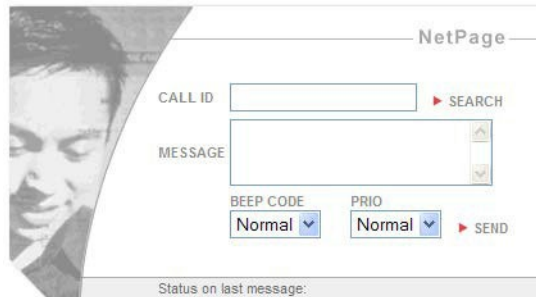 NetPage
CALL ID
SEARCH
MESSAGE
BEEP CODE PRIO
Normal Normal SEND
Status on last message: